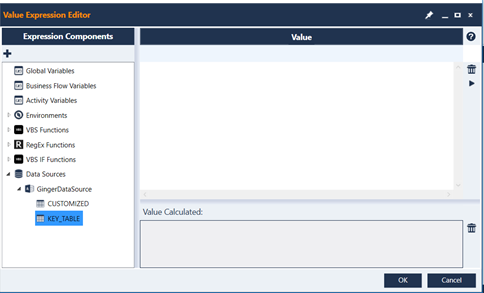 Value Expression Editor
Expression Components
Value
Global Variables
Business Flow Variables
Activity Variables
Environments
VBS Functions
RegEx Functions
VBS IF Functions
Data Sources
GingerDataSource
CUSTOMIZED
KEY_TABLE
Value Calculated:
OK
Cancel